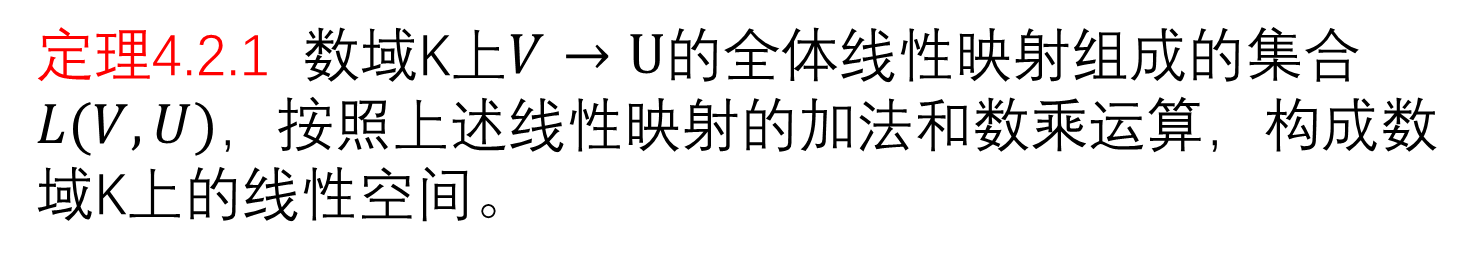 定理4.2.1 数域K上V → U的全体线性映射组成的集合
L(V,U)，按照上述线性映射的加法和数乘运算，构成数
域K上的线性空间。